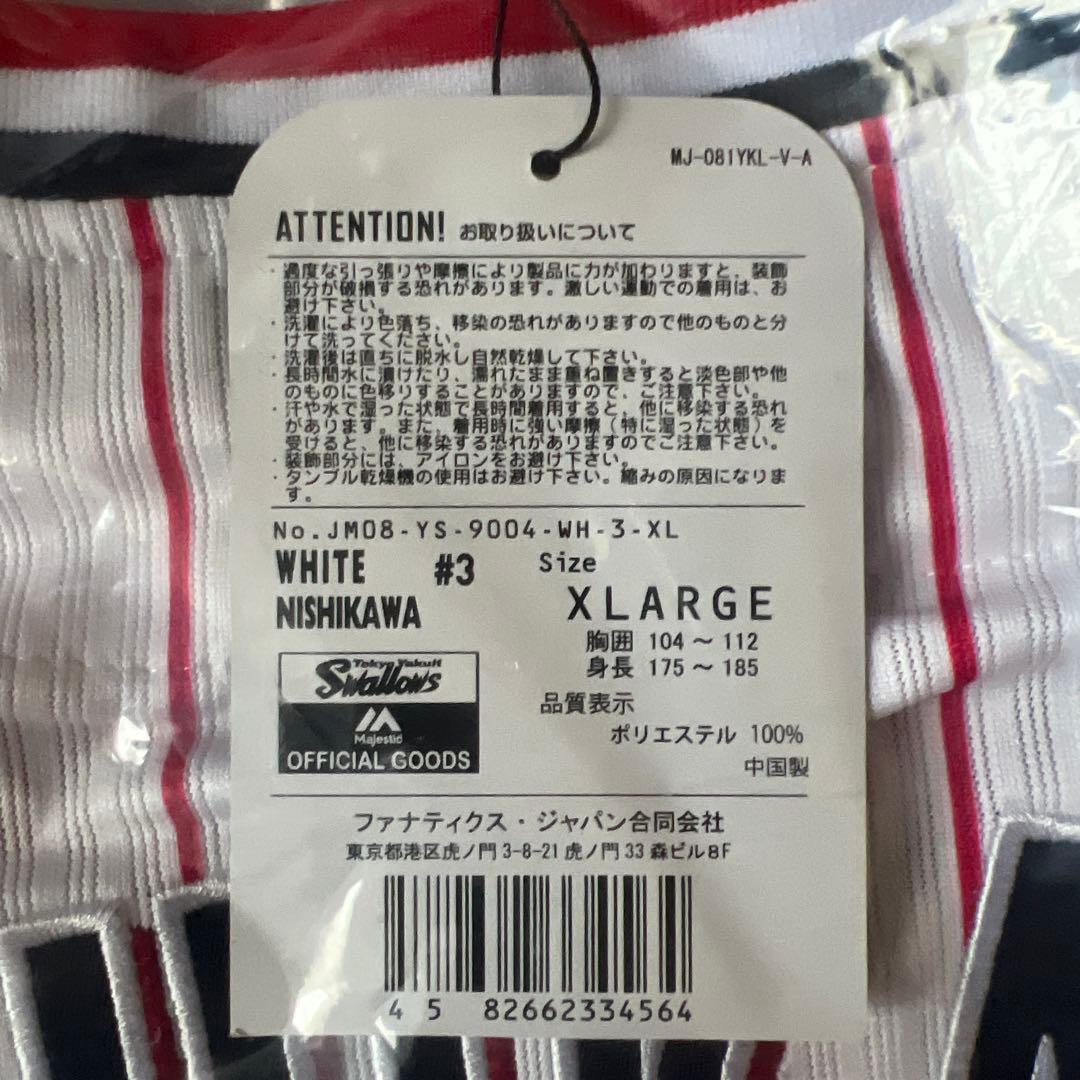 MJ-081YKL-V-A
ATTENTION! お取り扱いについて
・過度な引っ張りや摩擦により製品に力が加わりますと、装飾
部分が破損する恐れがあります。激しい運動での着用は、お
避け下さい。
・洗濯により色落ち、移染の恐れがありますので他のものと分
けて洗ってください。
・洗濯後は直ちに脱水し自然乾燥して下さい。
・長時間水に漬けたり、濡れたまま重ね置きすると淡色部や他
のものに色移りすることがありますので、ご注意下さい。
・汗や水で湿った状態で長時間着用すると、他に移染する恐れ
があります。また、着用時に強い摩擦(特に湿った状態)を
受けると、他に移染する恐れがありますのでご注意下さい。
・装飾部分には、アイロンをお避け下さい。
・タンブル乾燥機の使用はお避け下さい。縮みの原因になりま
す。
No.JM08-YS-9004-WH-3-XL
WHITE #3
NISHIKAWA
Size
XLARGE
胸囲 104～112
身長 175～185
品質表示
ポリエステル 100%
中国製
Tokyo Yakult
Swallows
Majestic
OFFICIAL GOODS
ファナティクス・ジャパン合同会社
東京都港区虎ノ門 3-8-21 虎ノ門 33 森ビル 8F
4582662334564